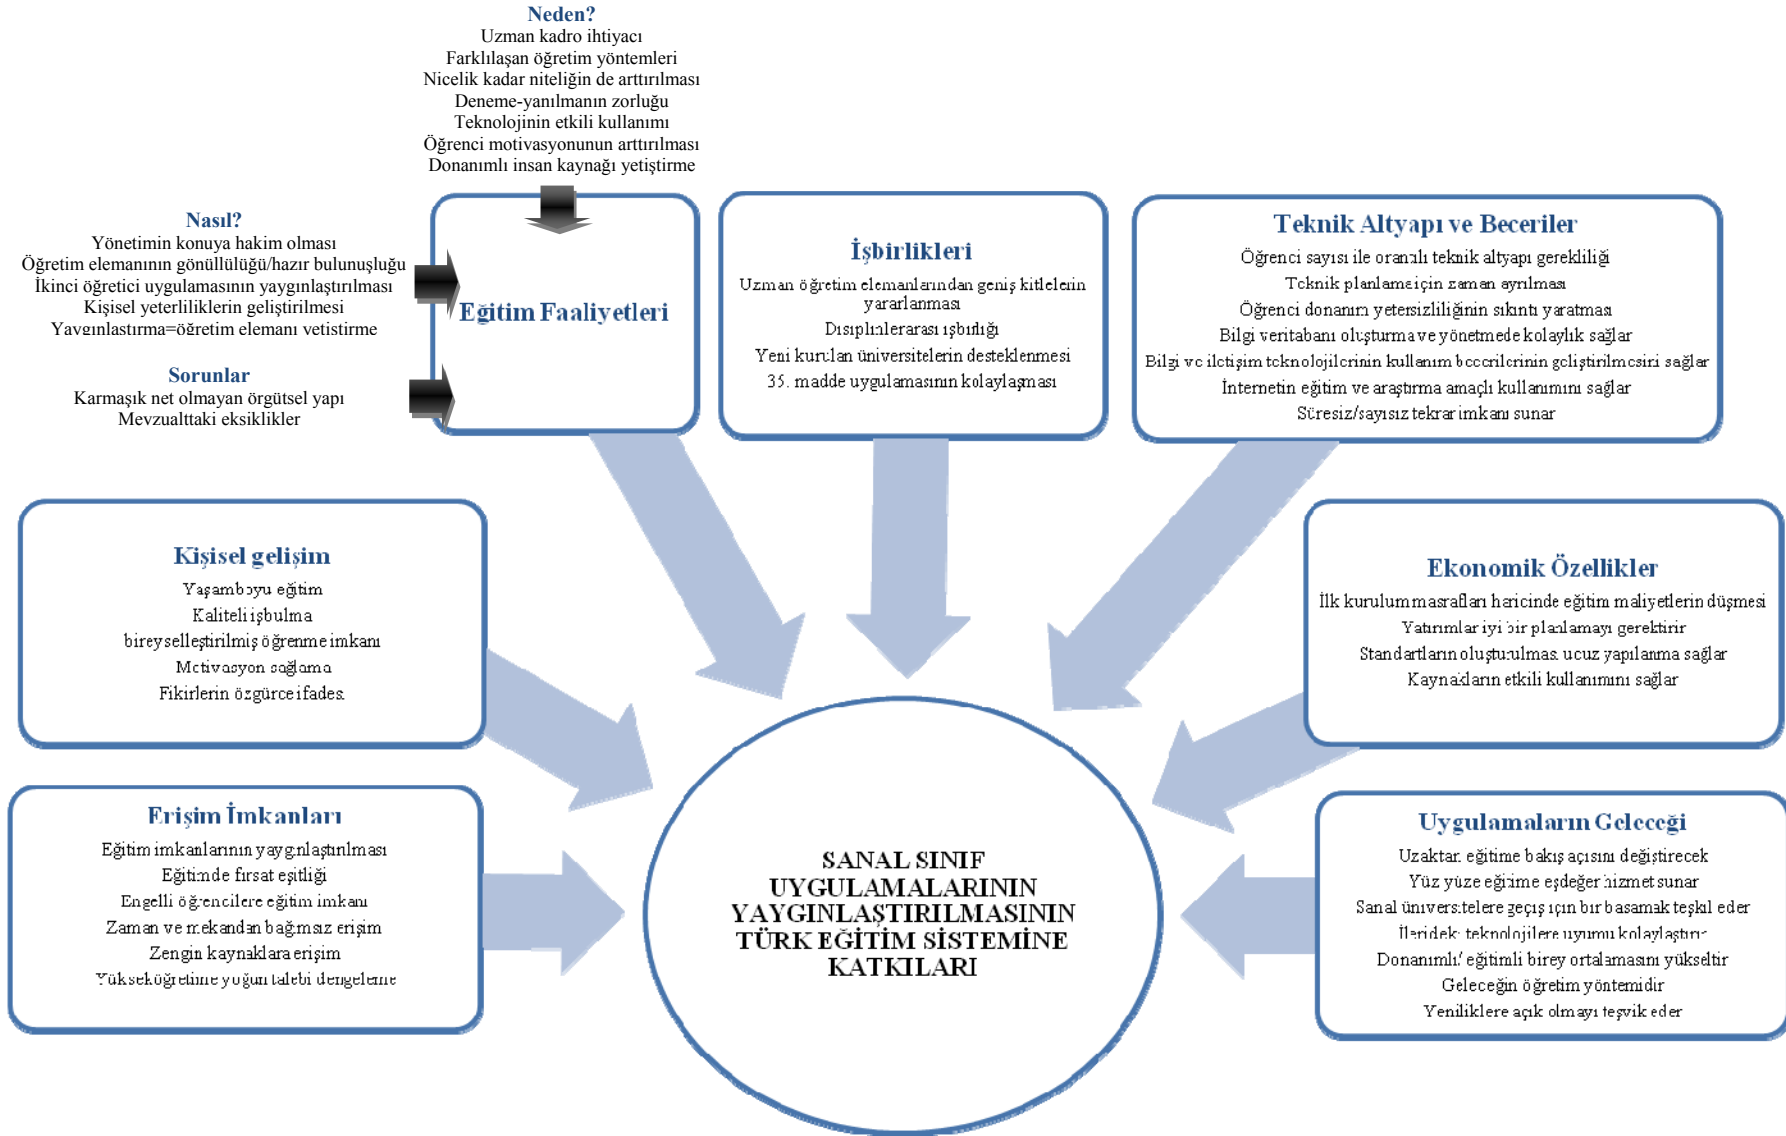 Neden?
Uzman kadro ihtiyacı
Farklılaşan öğretim yöntemleri
Nicelik kadar niteliğin de arttırılması
Deneme-yanılmanın zorluğu
Teknolojinin etkili kullanımı
Öğrenci motivasyonunun arttırılması
Donanımlı insan kaynağı yetiştirme
Nasıl?
Yönetimin konuya hakim olması
Öğretim elemanının gönüllülüğü/hazır bulunuşluğu
İkinci öğretici uygulamasının yaygınlaştırılması
Kişisel yeterliliklerin geliştirilmesi
Yaygınlaştırma=öğretim elemanı yetiştirme
Sorunlar
Karmaşık net olmayan örgütsel yapı
Mevzualttaki eksiklikler
Eğitim Faaliyetleri
İşbirlikleri
Uzman öğretim elemanlarından geniş kitlelerin
yararlanması
Disiplinlerarası işbirliği
Yeni kurulan üniversitelerin desteklenmesi
35. madde uygulamasının kolaylaşması
Teknik Altyapı ve Beceriler
Öğrenci sayısı ile orantılı teknik altyapı gerekliliği
Teknik planlama için zaman ayrılması
Öğrenci donanım yetersizliliğinin sıkıntı yaratması
Bilgi veritabanı oluşturma ve yönetmede kolaylık sağlar
Bilgi ve iletişim teknolojilerinin kullanım becerilerinin geliştirilmesini sağlar
İnternetin eğitim ve araştırma amaçlı kullanımını sağlar
Süresiz/sayısız tekrar imkanı sunar
Kişisel gelişim
Yaşamboyu eğitim
Kaliteli işbulma
bireyselleştirilmiş öğrenme imkanı
Motivasyon sağlama
Fikirlerin özgürce ifadesi
Ekonomik Özellikler
İlk kurulum masrafları haricinde eğitim maliyetlerin düşmesi
Yatırımlar iyi bir planlamayı gerektirir
Standartların oluşturulması ucuz yapılanma sağlar
Kaynakların etkili kullanımını sağlar
Erişim İmkanları
Eğitim imkanlarının yaygınlaştırılması
Eğitimde fırsat eşitliği
Engelli öğrencilere eğitim imkanı
Zaman ve mekandan bağımsız erişim
Zengin kaynaklara erişim
Yükseköğretime yoğun talebi dengeleme
Uygulamaların Geleceği
Uzaktan eğitime bakış açısını değiştirecek
Yüz yüze eğitime eşdeğer hizmet sunar
Sanal üniversitelere geçiş için bir basamak teşkil eder
İlerideki teknolojilere uyumu kolaylaştırır
Donanımlı/ eğitimli birey ortalamasını yükseltir
Geleceğin öğretim yöntemidir
Yeniliklere açık olmayı teşvik eder
SANAL SINIF
UYGULAMALARININ
YAYGINLAŞTIRILMASININ
TÜRK EĞİTİM SİSTEMİNE
KATKILARI